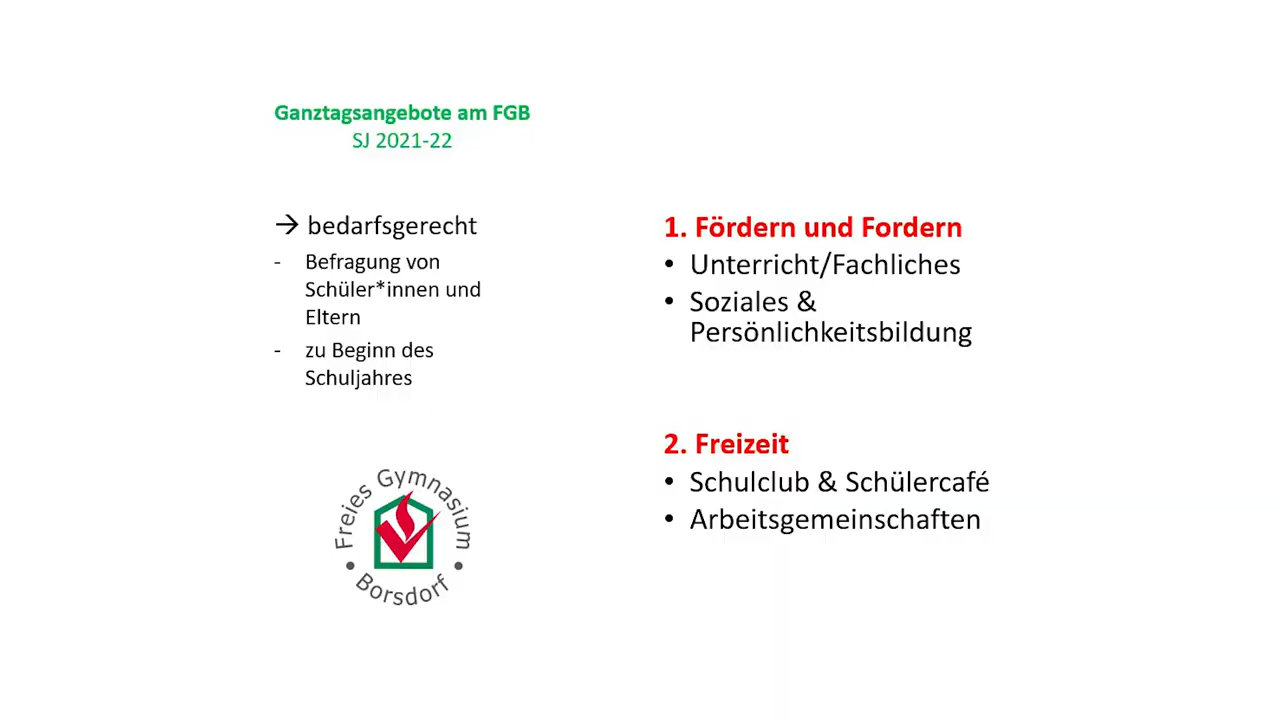 Ganztagsangebote am FGB
SJ 2021-22
→ bedarfsgerecht
- Befragung von
Schüler*innen und
Eltern
- zu Beginn des
Schuljahres
Freies Gymnasium
• Borsdorf •
1. Fördern und Fordern
• Unterricht/Fachliches
• Soziales &
Persönlichkeitsbildung
2. Freizeit
• Schulclub & Schülercafé
• Arbeitsgemeinschaften